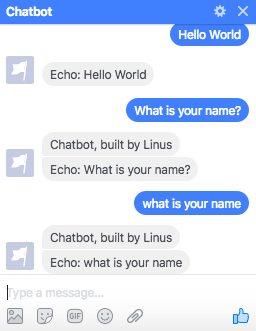 Chatbot
Hello World
Echo: Hello World
What is your name?
Chatbot, built by Linus
Echo: What is your name?
what is your name
Chatbot, built by Linus
Echo: what is your name
Type a message...
GIF